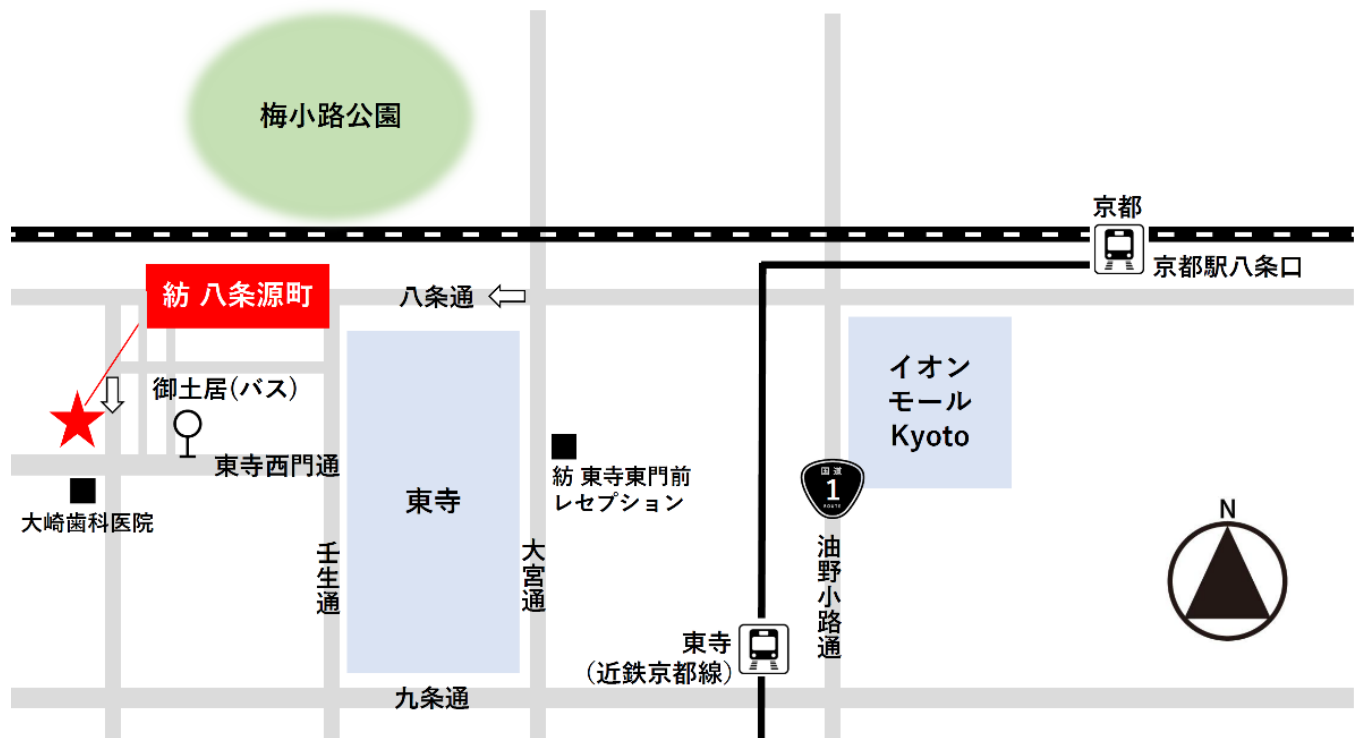 梅小路公園
京都
京都駅八条口
紡 八条源町
八条通
御土居(バス)
東寺西門通
大崎歯科医院
東寺
壬生通
大宮通
紡 東寺東門前
レセプション
イオン
モール
Kyoto
国道
1
ROUTE
油野小路通
N
東寺
(近鉄京都線)
九条通